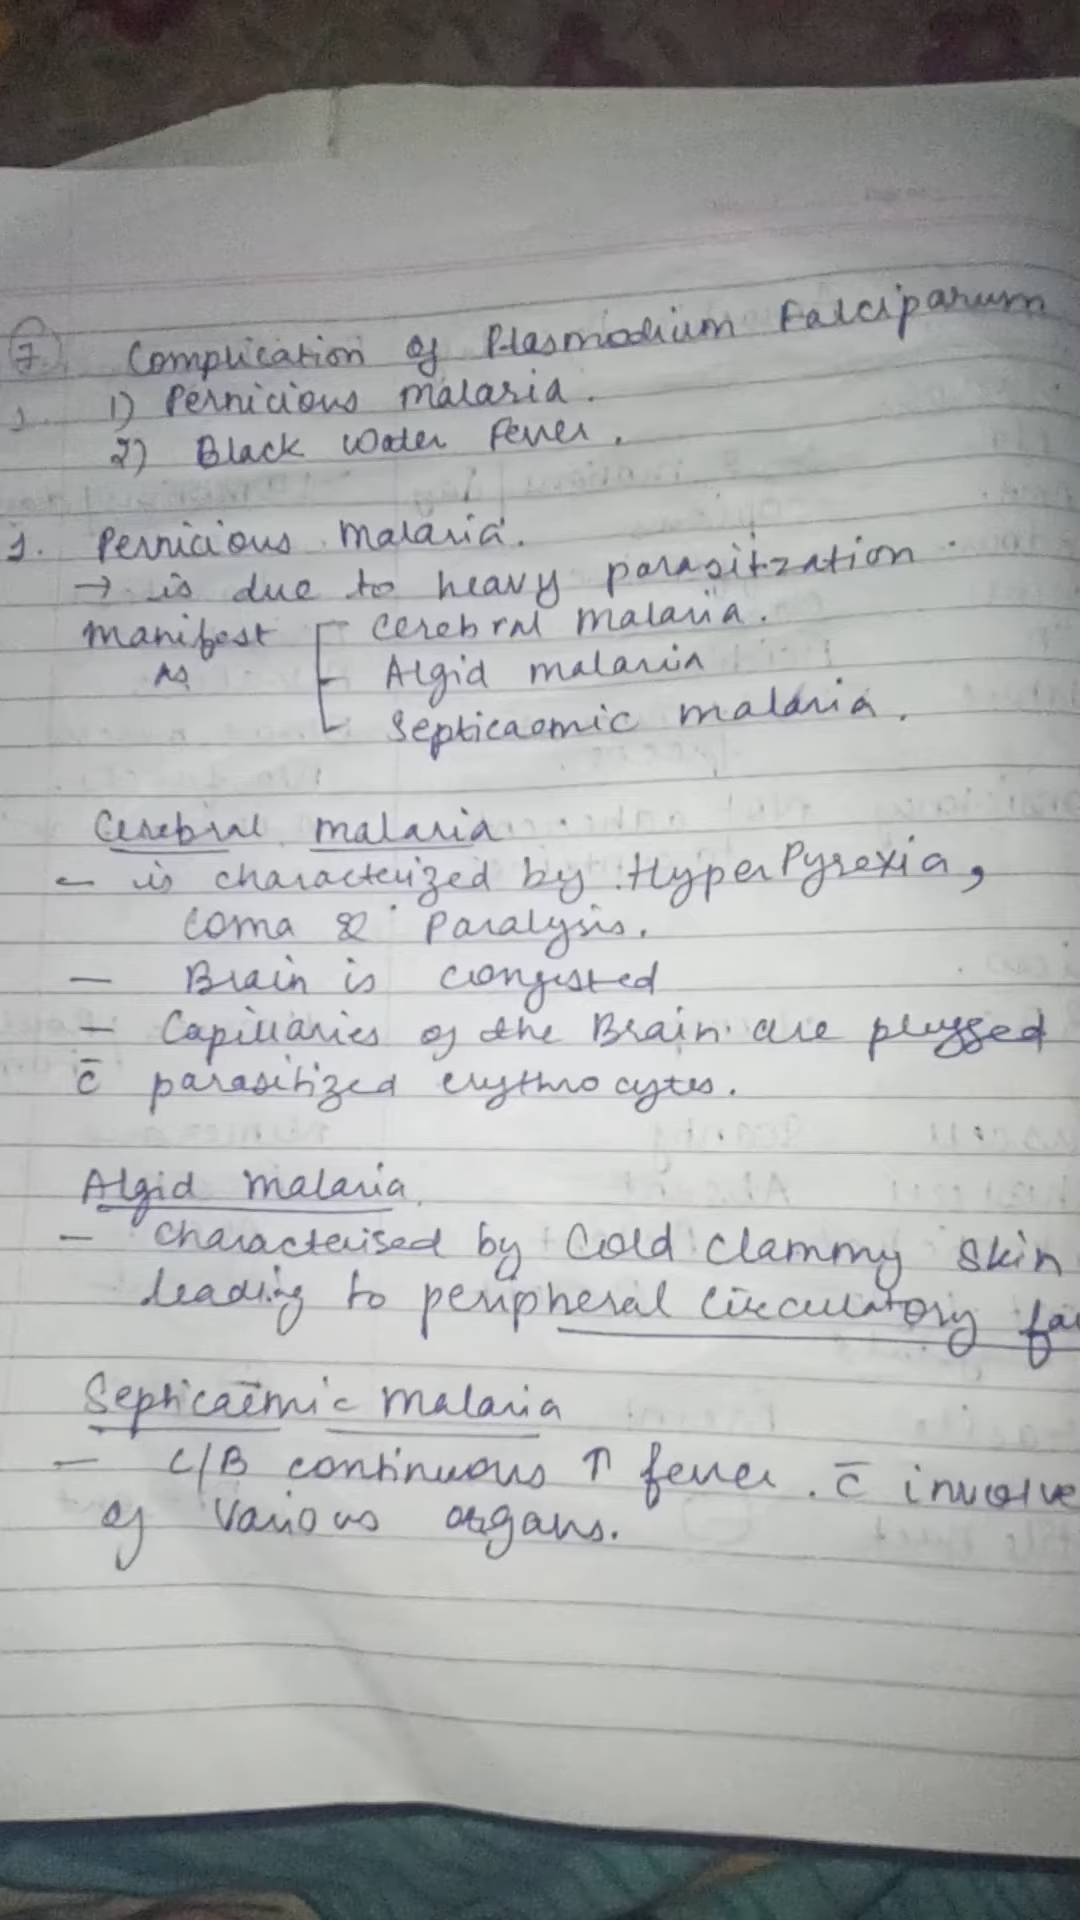 7. Complication of Plasmodium Falciparum
1) Pernicious malaria.
2) Black water Fever.
1. Pernicious Malaria.
→ is due to heavy parasitzation.
manifest cerebral malaria.
As Algid malaria
Septicaomic malaria.
Cerebral malaria
- is characterized by HyperPyrexia,
Coma & Paralysis.
- Brain is congested
- Capillaries of the Brain are plugged
c̄ parasitized erythrocytes.
Algid malaria
- characterised by Cold clammy skin
leading to peripheral circulatory fai
Septicaemic malaria
- C/B continuous ↑ fever. c̄ involve
of various organs.